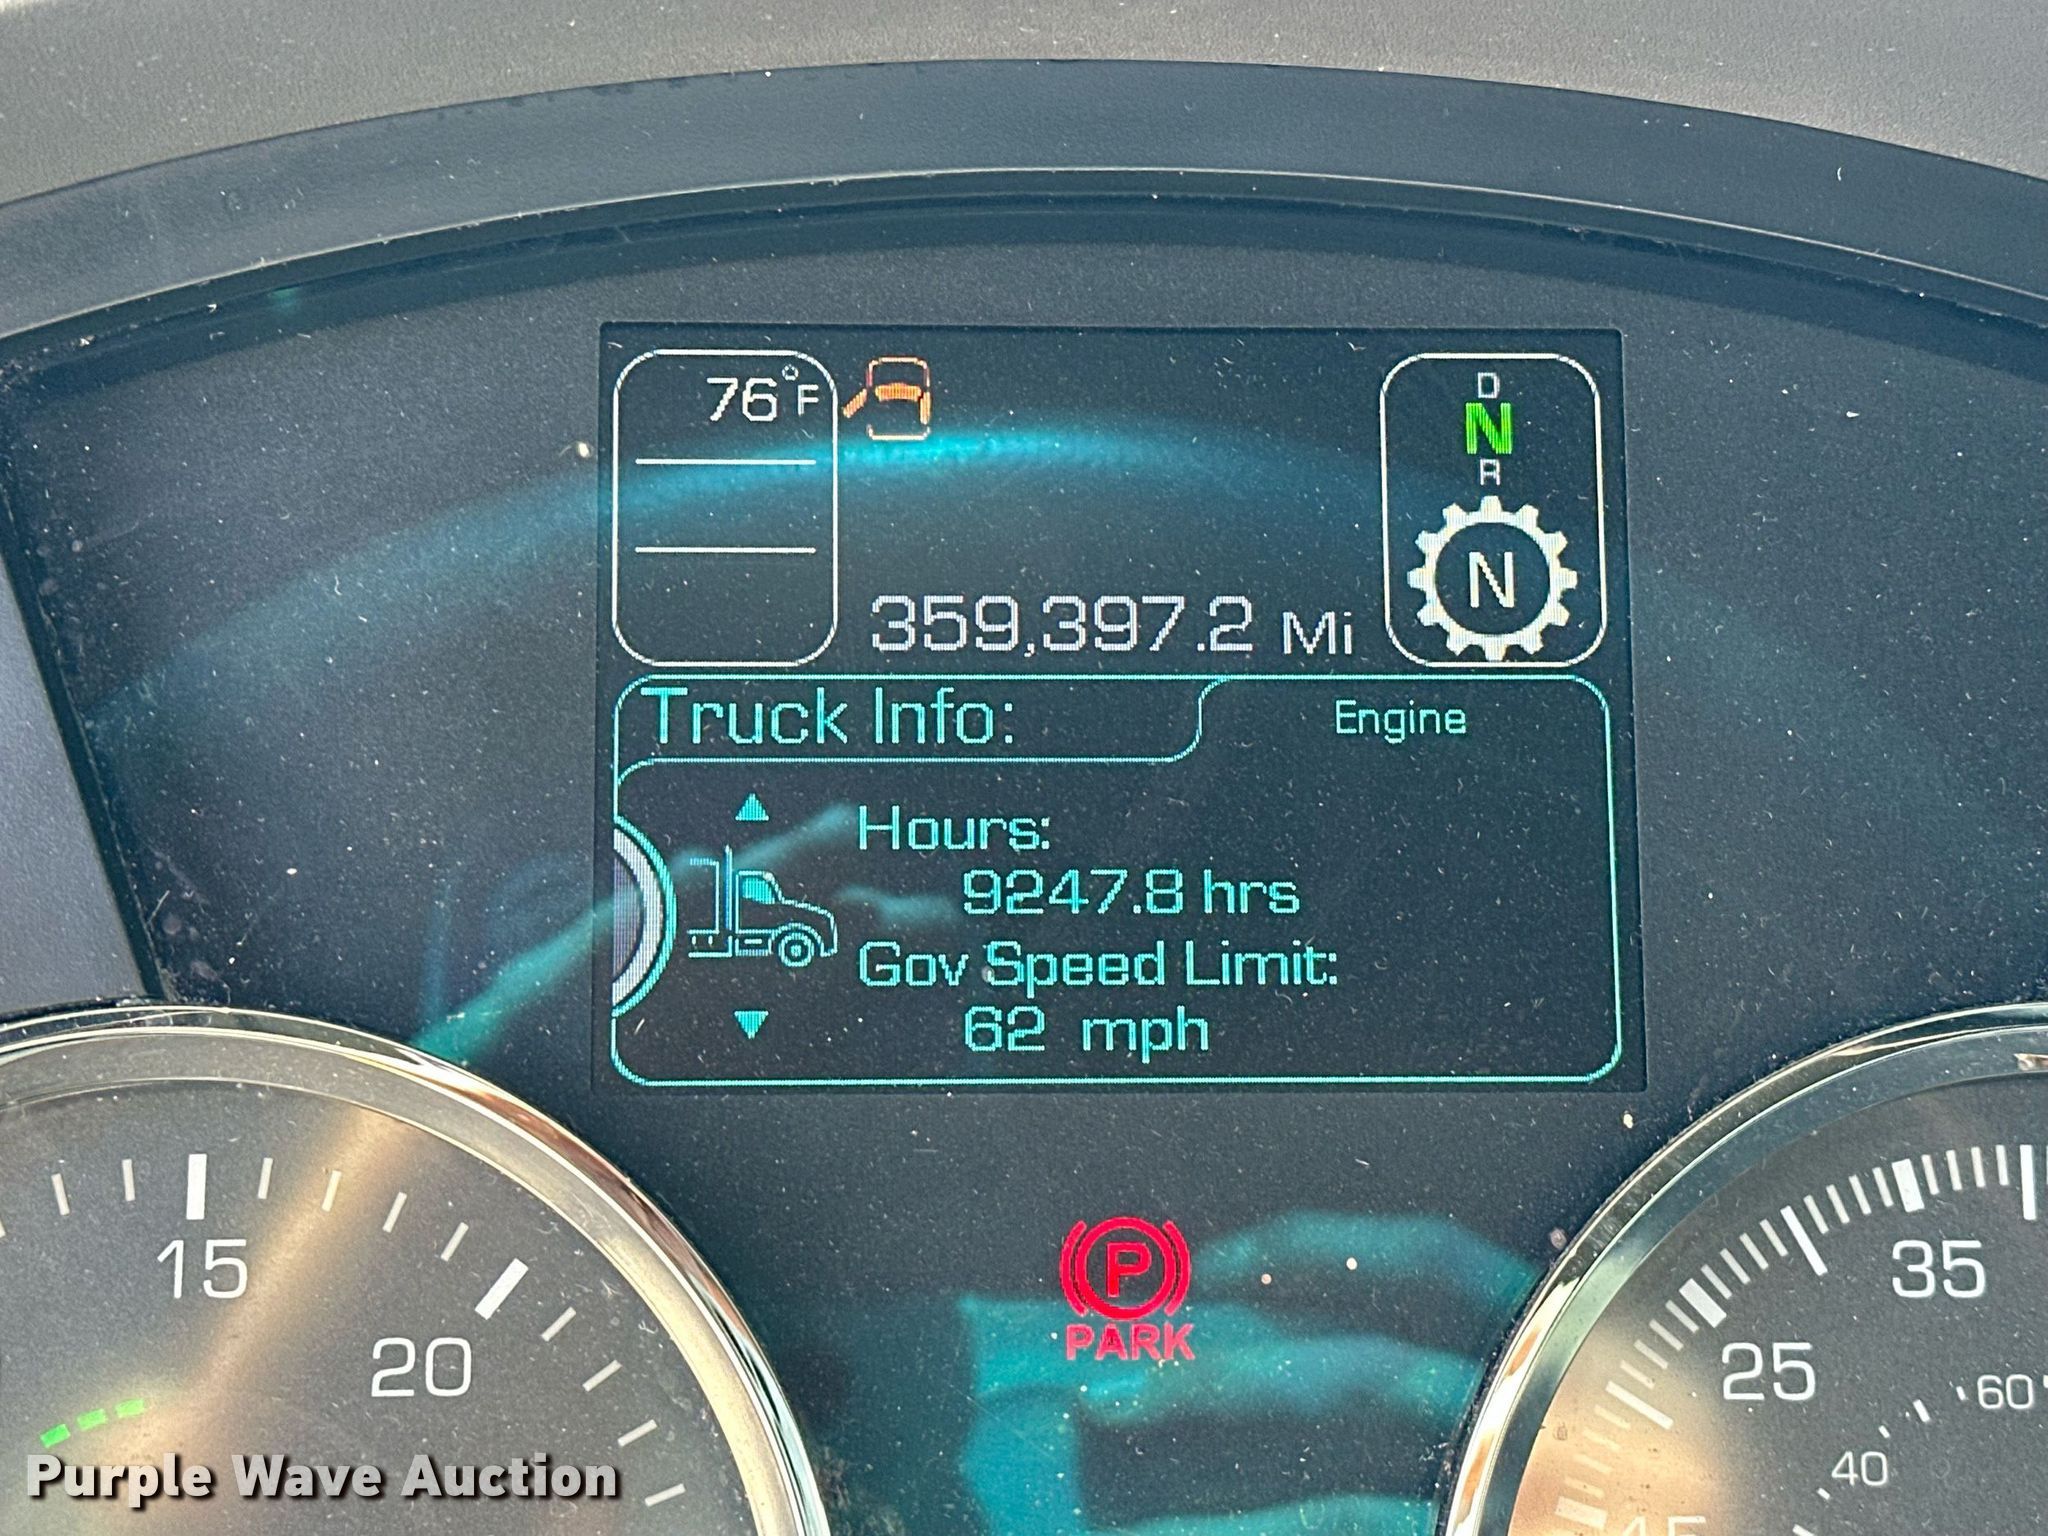 76°F
D
N
R
N
359,397.2 Mi
Truck Info:
Engine
Hours:
9247.8 hrs
Gov Speed Limit:
62 mph
P
PARK
15
20
35
25
60
40
Purple Wave Auction